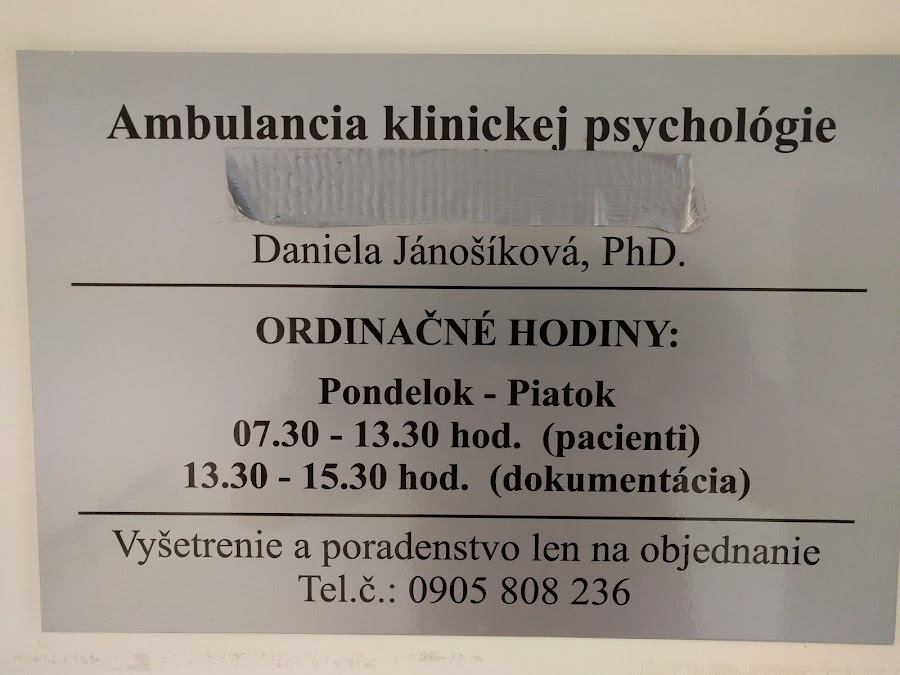 Ambulancia klinickej psychológie
Daniela Jánošíková, PhD.
ORDINAČNÉ HODINY:
Pondelok - Piatok
07.30 - 13.30 hod. (pacienti)
13.30 - 15.30 hod. (dokumentácia)
Vyšetrenie a poradenstvo len na objednanie
Tel.č.: 0905 808 236